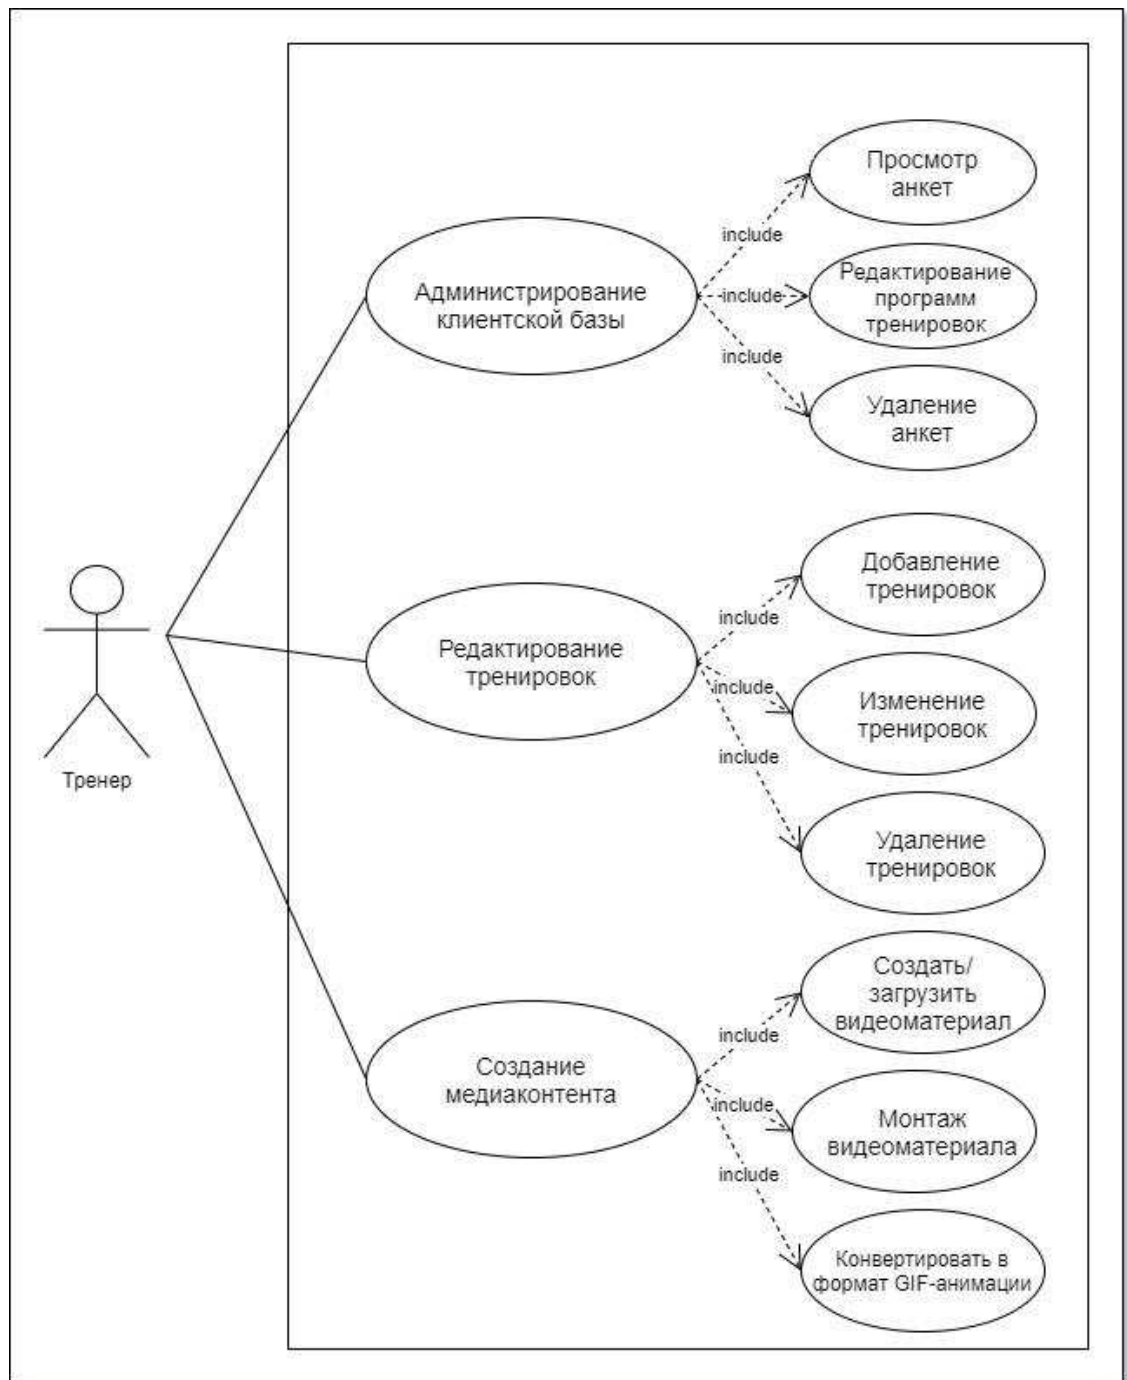 Просмотр
анкет
include
Администрирование
клиентской базы
include
Редактирование
программ
тренировок
include
Удаление
анкет
Добавление
тренировок
include
Редактирование
тренировок
include
Изменение
тренировок
include
Удаление
тренировок
Тренер
Создать/
загрузить
видеоматериал
include
Создание
медиаконтента
include
Монтаж
видеоматериала
include
Конвертировать в
формат GIF-анимации